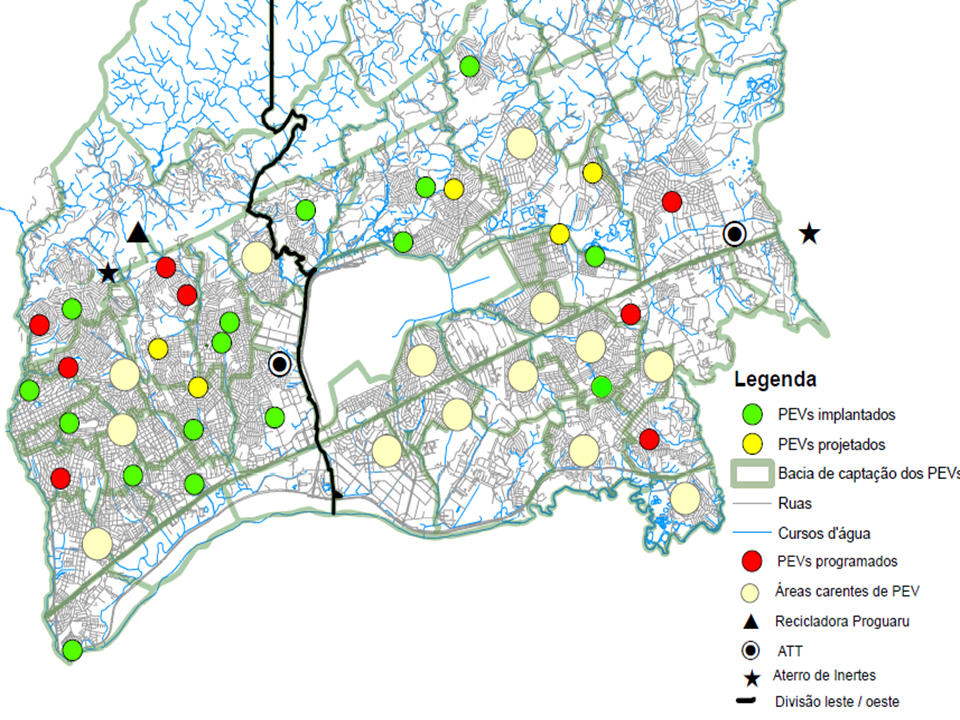 Legenda
PEVs implantados
PEVs projetados
Bacia de captação dos PEVs
Ruas
Cursos d'água
PEVs programados
Áreas carentes de PEV
Recicladora Proguaru
ATT
Aterro de Inertes
Divisão leste / oeste